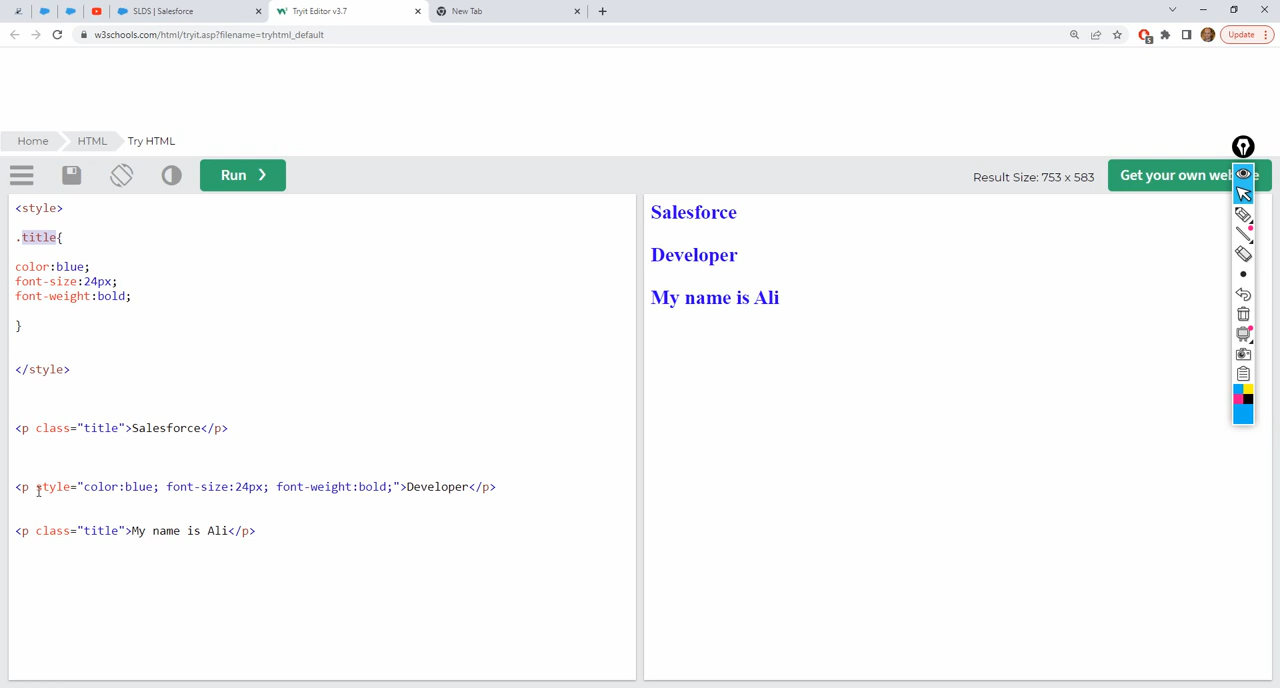 SLDS | Salesforce
Tryit Editor v3.7
New Tab
w3schools.com/html/tryit.asp?filename=tryhtml_default
5
Update
Home
HTML
Try HTML
Run ❯
Result Size: 753 x 583
Get your own we
e
<style>
.title{
color:blue;
font-size:24px;
font-weight:bold;
}
</style>
<p class="title">Salesforce</p>
<p style="color:blue; font-size:24px; font-weight:bold;">Developer</p>
<p class="title">My name is Ali</p>
Salesforce
Developer
My name is Ali